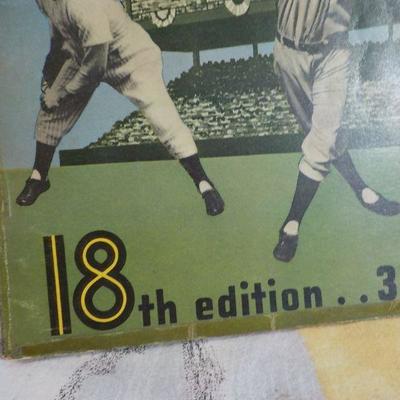 18th edition . . 3